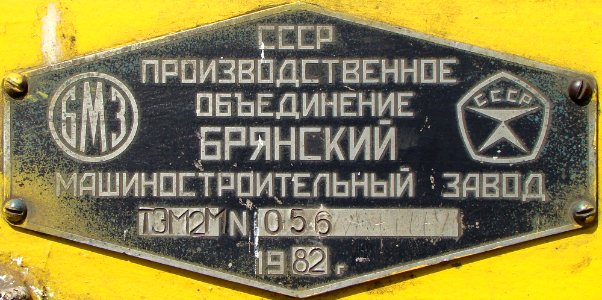 СССР
ПРОИЗВОДСТВЕННОЕ
ОБЪЕДИНЕНИЕ
БМЗ
СССР
БРЯНСКИЙ
МАШИНОСТРОИТЕЛЬНЫЙ ЗАВОД
ТЭМ2М N 056
1982 г